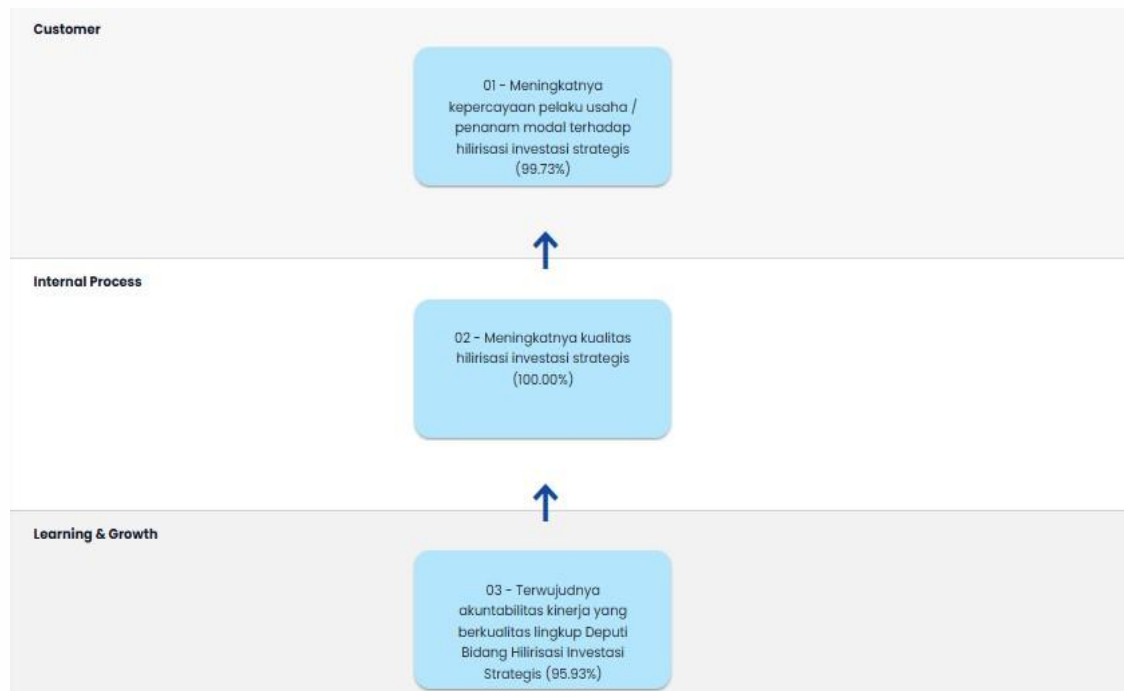 Customer
01 - Meningkatnya
kepercayaan pelaku usaha /
penanam modal terhadap
hilirisasi investasi strategis
(99.73%)
Internal Process
02 - Meningkatnya kualitas
hilirisasi investasi strategis
(100.00%)
Learning & Growth
03 - Terwujudnya
akuntabilitas kinerja yang
berkualitas lingkup Deputi
Bidang Hilirisasi Investasi
Strategis (95.93%)